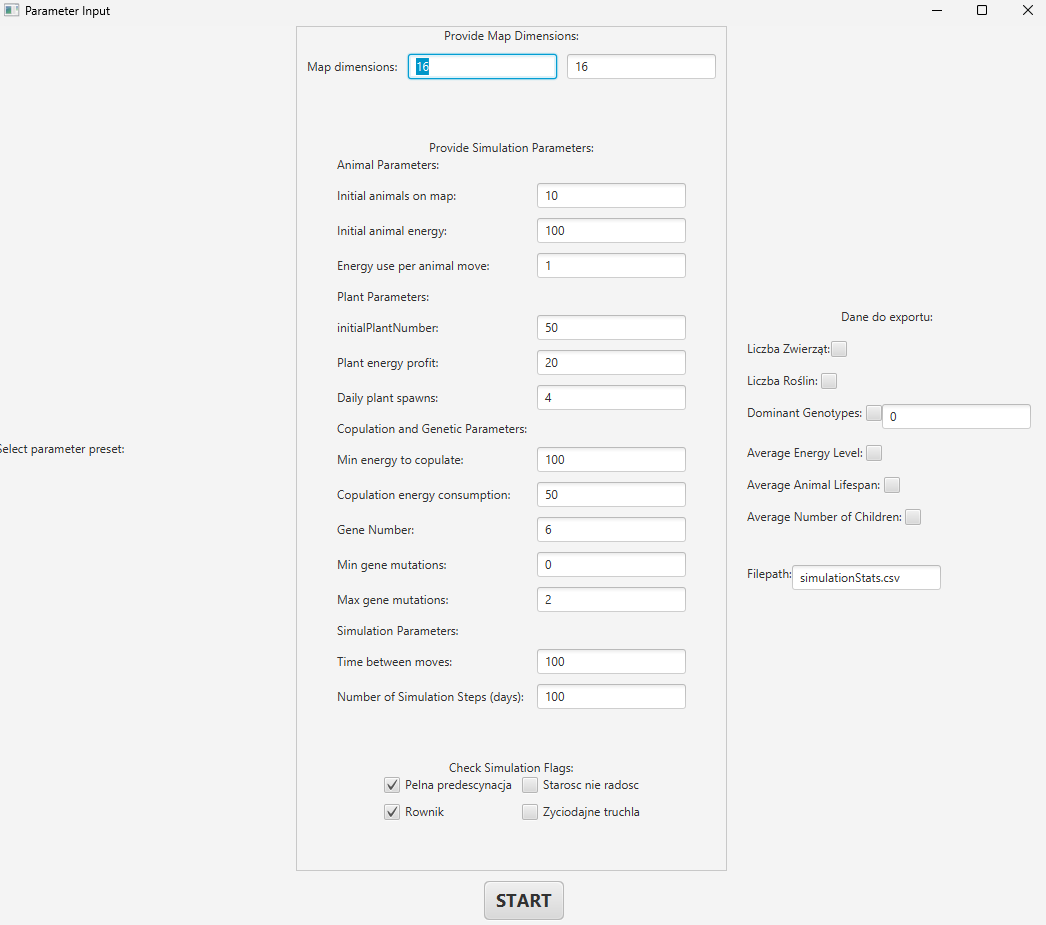 Parameter Input
Provide Map Dimensions:
Map dimensions: 16 16
Provide Simulation Parameters:
Animal Parameters:
Initial animals on map: 10
Initial animal energy: 100
Energy use per animal move: 1
Plant Parameters:
initialPlantNumber: 50
Plant energy profit: 20
Daily plant spawns: 4
Copulation and Genetic Parameters:
Min energy to copulate: 100
Copulation energy consumption: 50
Gene Number: 6
Min gene mutations: 0
Max gene mutations: 2
Simulation Parameters:
Time between moves: 100
Number of Simulation Steps (days): 100
Check Simulation Flags:
Pelna predescynacja Starosc nie radosc
Rownik Zyciodajne truchla
START
Select parameter preset:
Dane do exportu:
Liczba Zwierząt:
Liczba Roślin:
Dominant Genotypes: 0
Average Energy Level:
Average Animal Lifespan:
Average Number of Children:
Filepath: simulationStats.csv